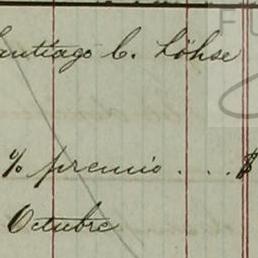 Santiago C. Löhse
% premio . . . $
Octubre